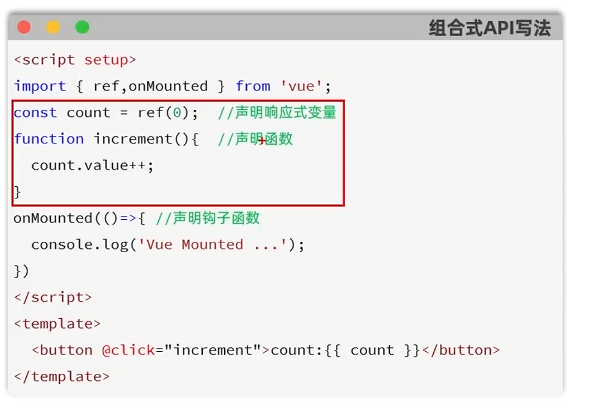 组合式API写法
<script setup>
import { ref,onMounted } from 'vue';
const count = ref(0);  //声明响应式变量
function increment(){  //声明函数
  count.value++;
}
onMounted(()=>{ //声明钩子函数
  console.log('Vue Mounted ...');
})
</script>
<template>
  <button @click="increment">count:{{ count }}</button>
</template>